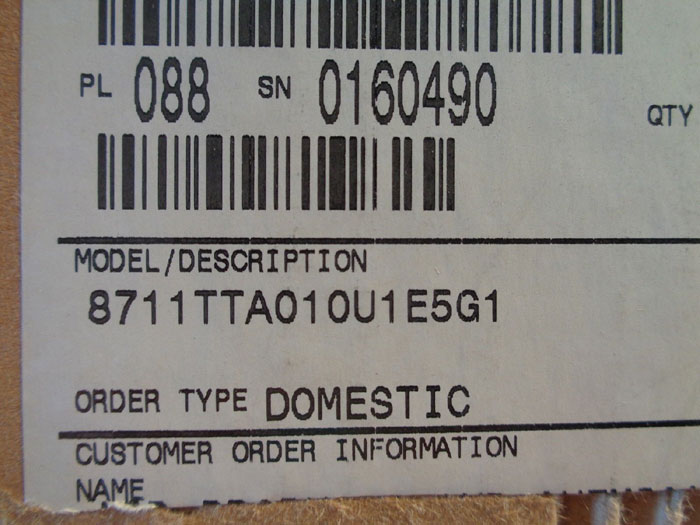 PL 088 SN 0160490
QTY
MODEL/DESCRIPTION
8711TTA010U1E5G1
ORDER TYPE DOMESTIC
CUSTOMER ORDER INFORMATION
NAME